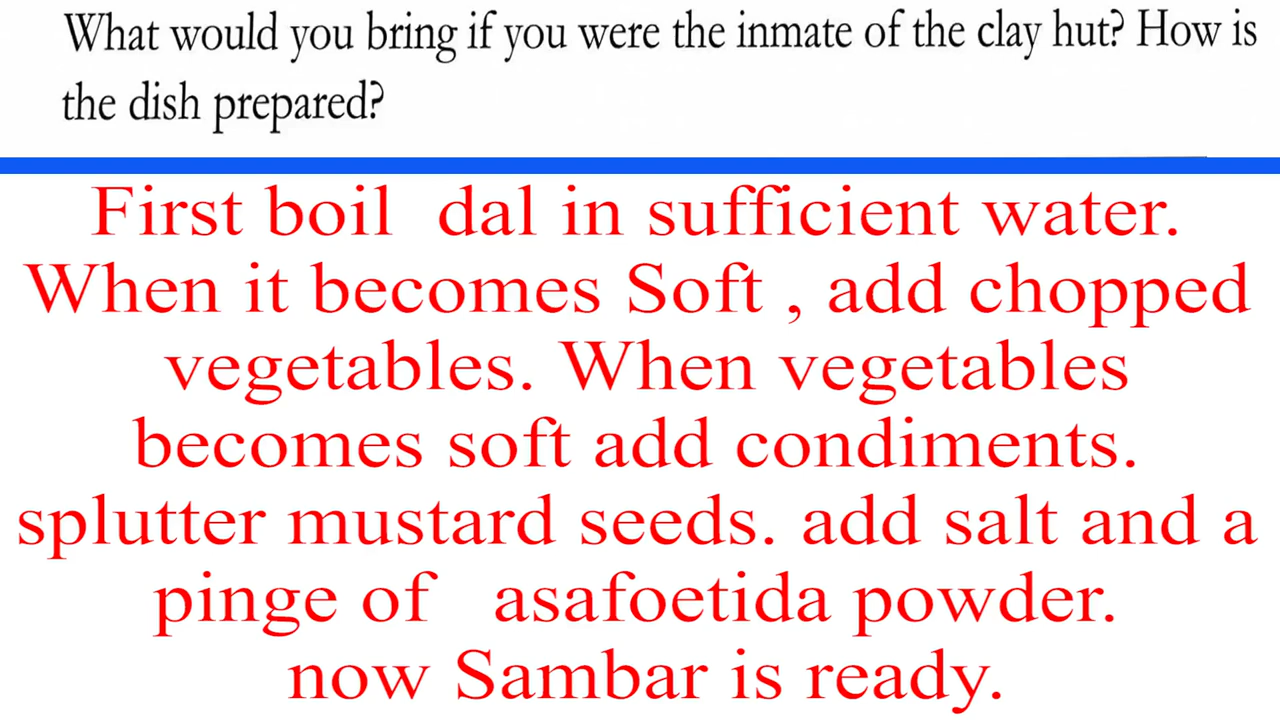 What would you bring if you were the inmate of the clay hut? How is
the dish prepared?
First boil dal in sufficient water.
When it becomes Soft , add chopped
vegetables. When vegetables
becomes soft add condiments.
splutter mustard seeds. add salt and a
pinge of asafoetida powder.
now Sambar is ready.